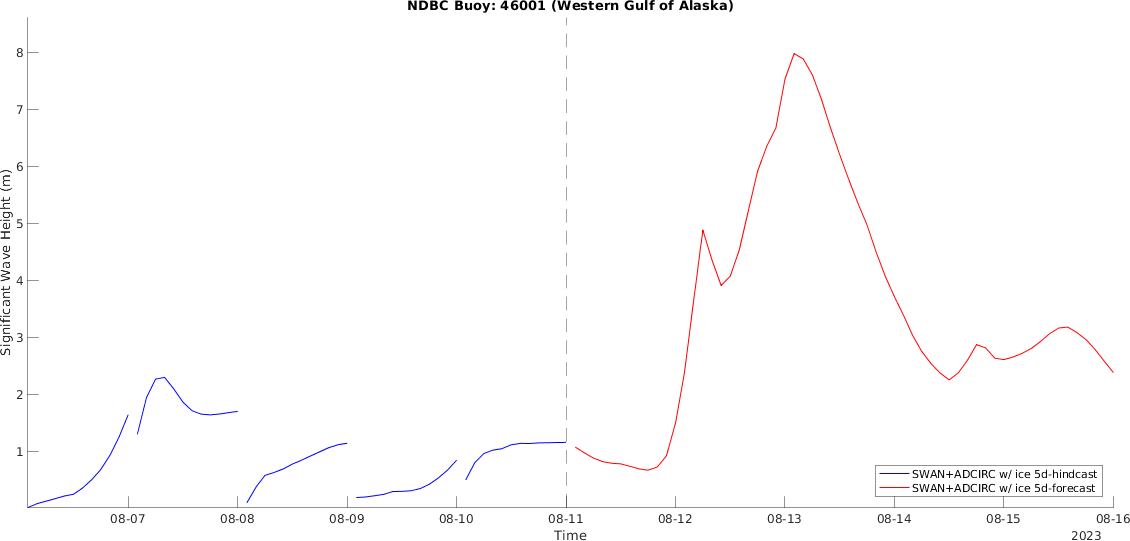 NDBC Buoy: 46001 (Western Gulf of Alaska)
Significant Wave Height (m)
8
7
6
5
4
3
2
1
SWAN+ADCIRC w/ ice 5d-hindcast
SWAN+ADCIRC w/ ice 5d-forecast
08-07 08-08 08-09 08-10 08-11 08-12 08-13 08-14 08-15 08-16
Time
2023